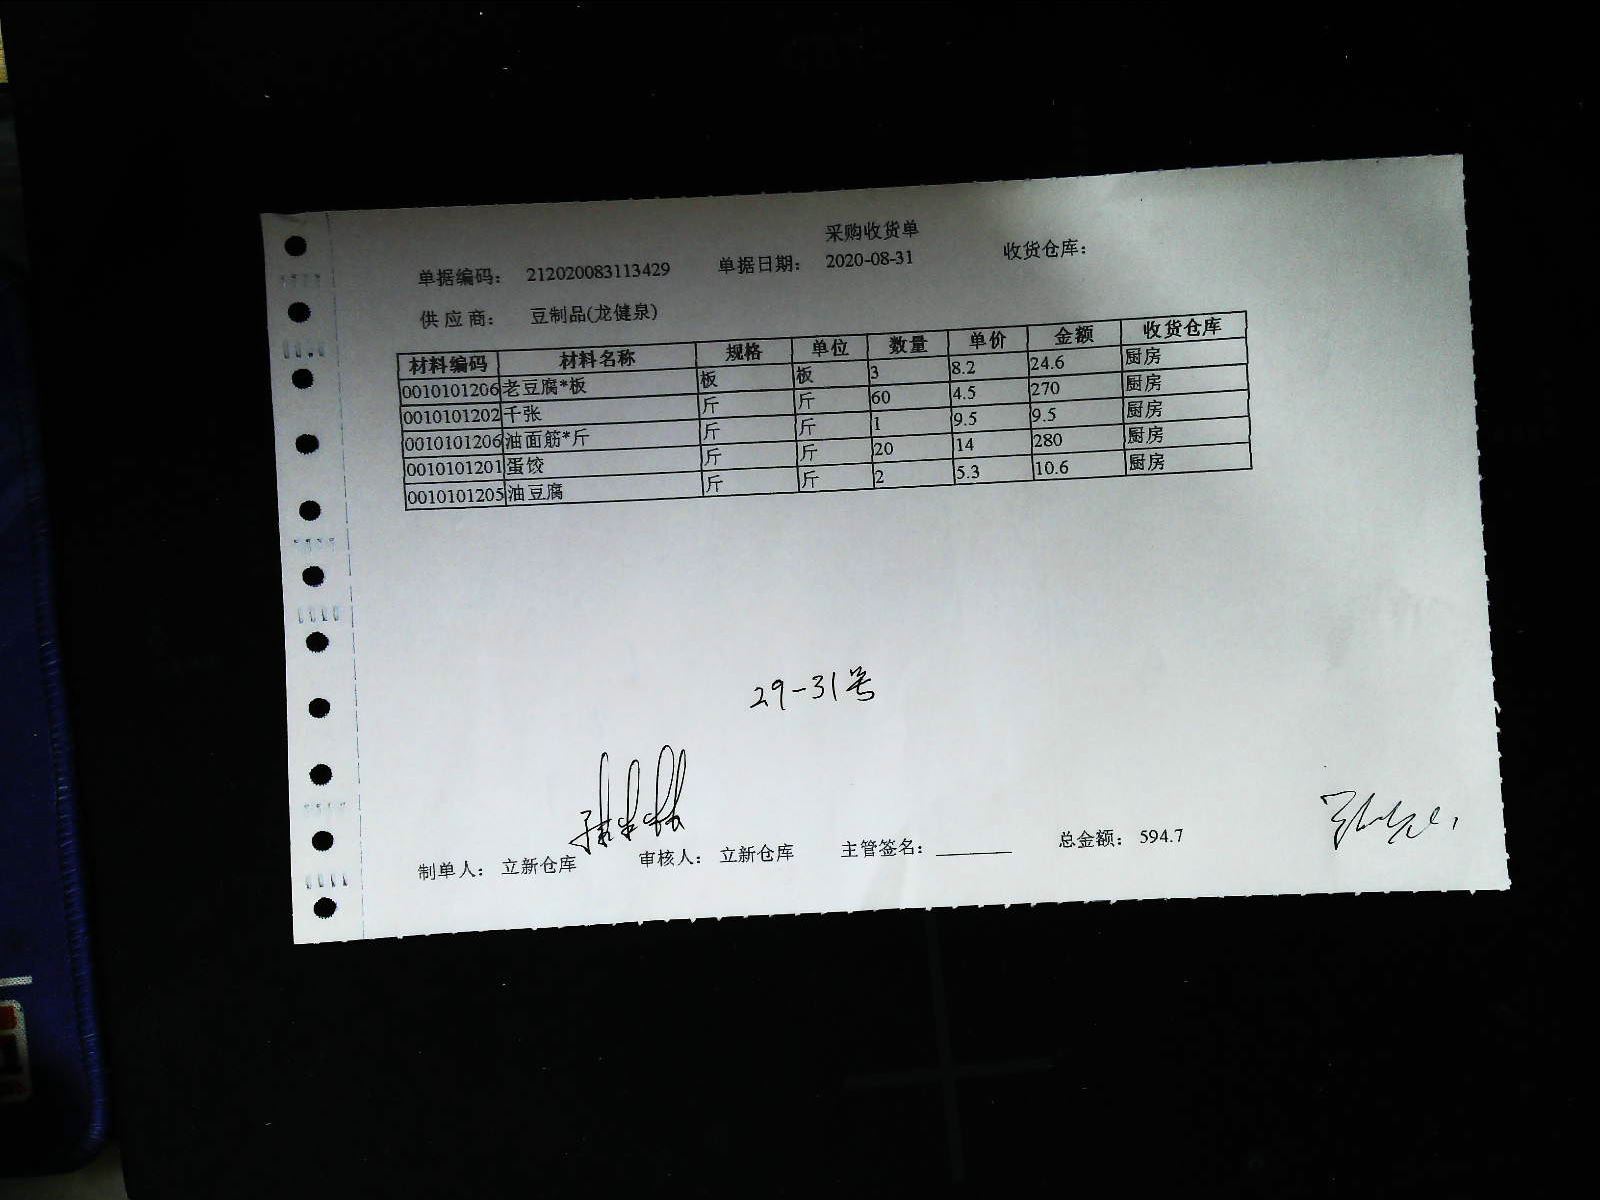 采购收货单
单据编码： 212020083113429 单据日期： 2020-08-31 收货仓库：
供 应 商： 豆制品(龙健泉)
材料编码 材料名称 规格 单位 数量 单价 金额 收货仓库
0010101206 老豆腐*板 板 板 3 8.2 24.6 厨房
0010101202 千张 斤 斤 60 4.5 270 厨房
0010101206 油面筋*斤 斤 斤 1 9.5 9.5 厨房
0010101201 蛋饺 斤 斤 20 14 280 厨房
0010101205 油豆腐 斤 斤 2 5.3 10.6 厨房
29-31号
制单人： 立新仓库 审核人： 立新仓库 主管签名： 总金额： 594.7